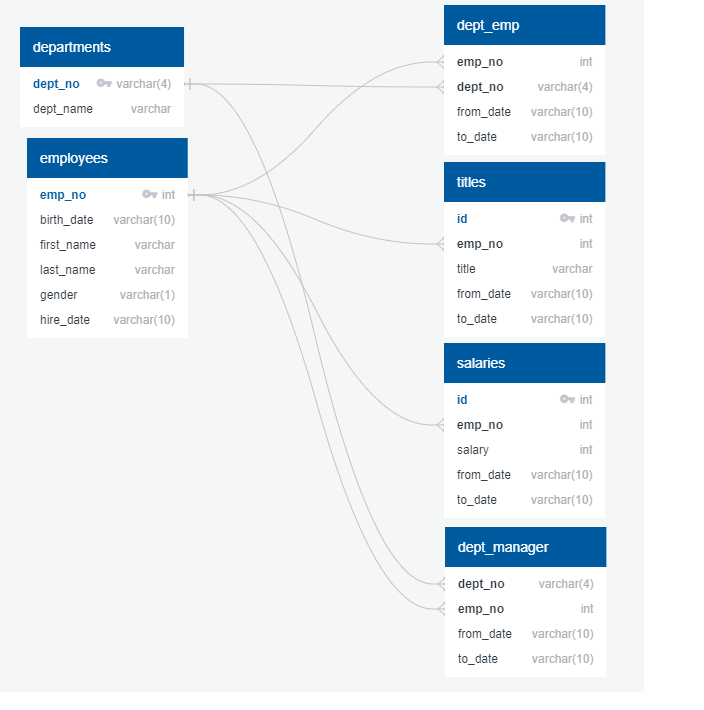 departments
dept_no varchar(4)
dept_name varchar
employees
emp_no int
birth_date varchar(10)
first_name varchar
last_name varchar
gender varchar(1)
hire_date varchar(10)
dept_emp
emp_no int
dept_no varchar(4)
from_date varchar(10)
to_date varchar(10)
titles
id int
emp_no int
title varchar
from_date varchar(10)
to_date varchar(10)
salaries
id int
emp_no int
salary int
from_date varchar(10)
to_date varchar(10)
dept_manager
dept_no varchar(4)
emp_no int
from_date varchar(10)
to_date varchar(10)